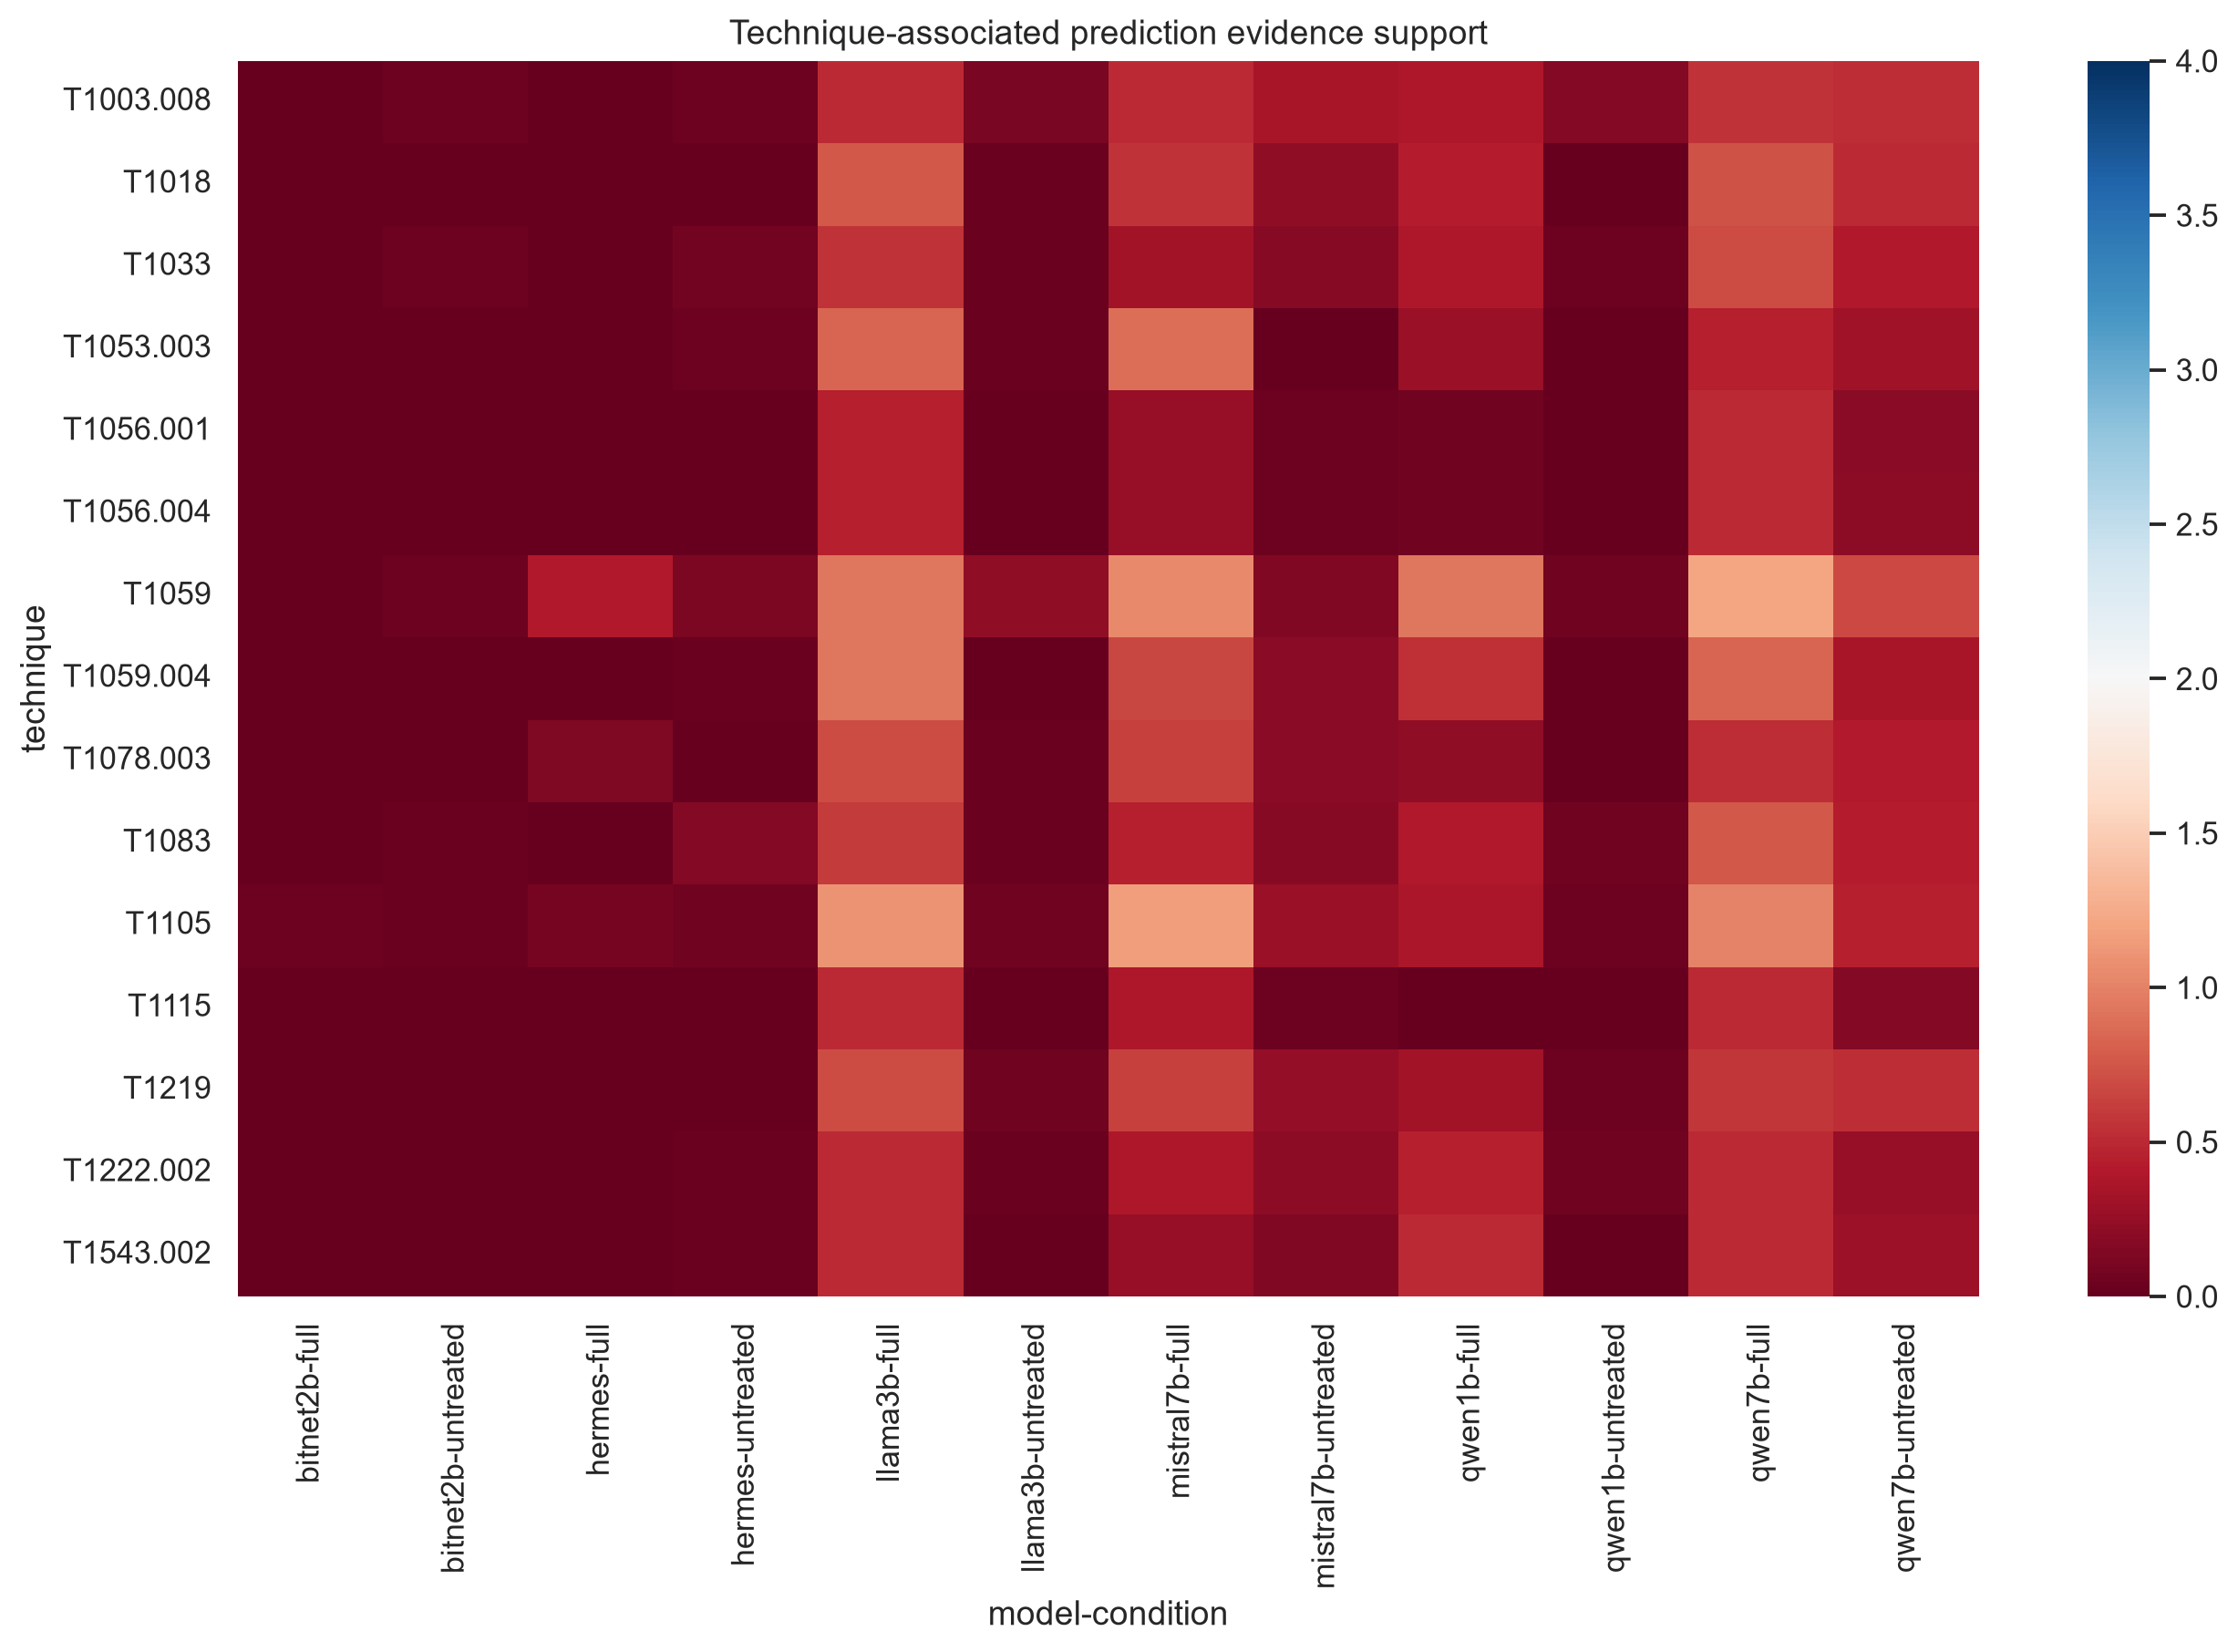 Technique-associated prediction evidence support
technique
T1003.008
T1018
T1033
T1053.003
T1056.001
T1056.004
T1059
T1059.004
T1078.003
T1083
T1105
T1115
T1219
T1222.002
T1543.002
bitnet2b-full
bitnet2b-untreated
hermes-full
hermes-untreated
llama3b-full
llama3b-untreated
mistral7b-full
mistral7b-untreated
qwen1b-full
qwen1b-untreated
qwen7b-full
qwen7b-untreated
model-condition
4.0
3.5
3.0
2.5
2.0
1.5
1.0
0.5
0.0